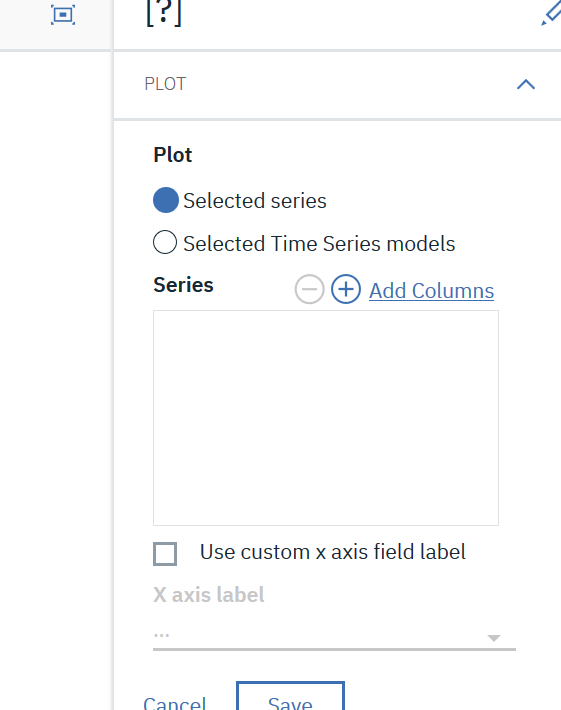 [?]
PLOT
Plot
Selected series
Selected Time Series models
Series
Add Columns
Use custom x axis field label
X axis label
...
Cancel
Save